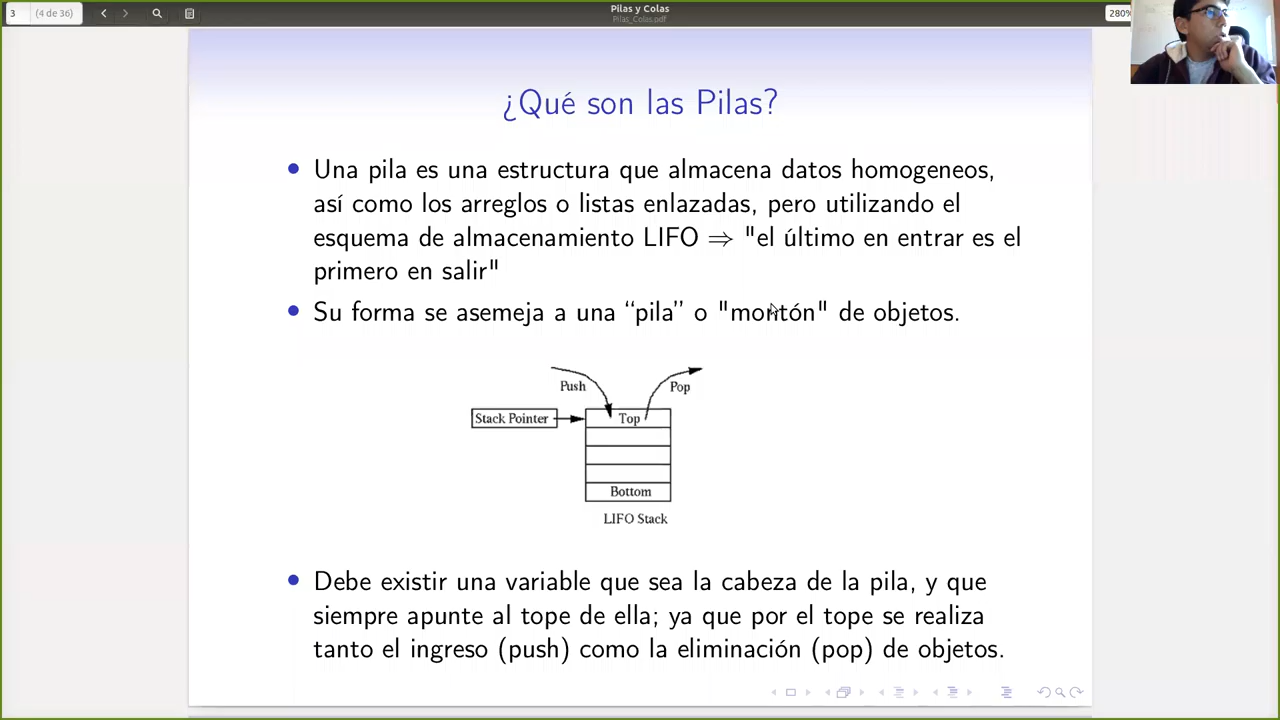 3 (4 de 36)
Pilas y Colas
Pilas_Colas.pdf
280%
¿Qué son las Pilas?
• Una pila es una estructura que almacena datos homogeneos,
así como los arreglos o listas enlazadas, pero utilizando el
esquema de almacenamiento LIFO ⇒ "el último en entrar es el
primero en salir"
• Su forma se asemeja a una “pila” o "montón" de objetos.
Push
Pop
Stack Pointer
Top
Bottom
LIFO Stack
• Debe existir una variable que sea la cabeza de la pila, y que
siempre apunte al tope de ella; ya que por el tope se realiza
tanto el ingreso (push) como la eliminación (pop) de objetos.